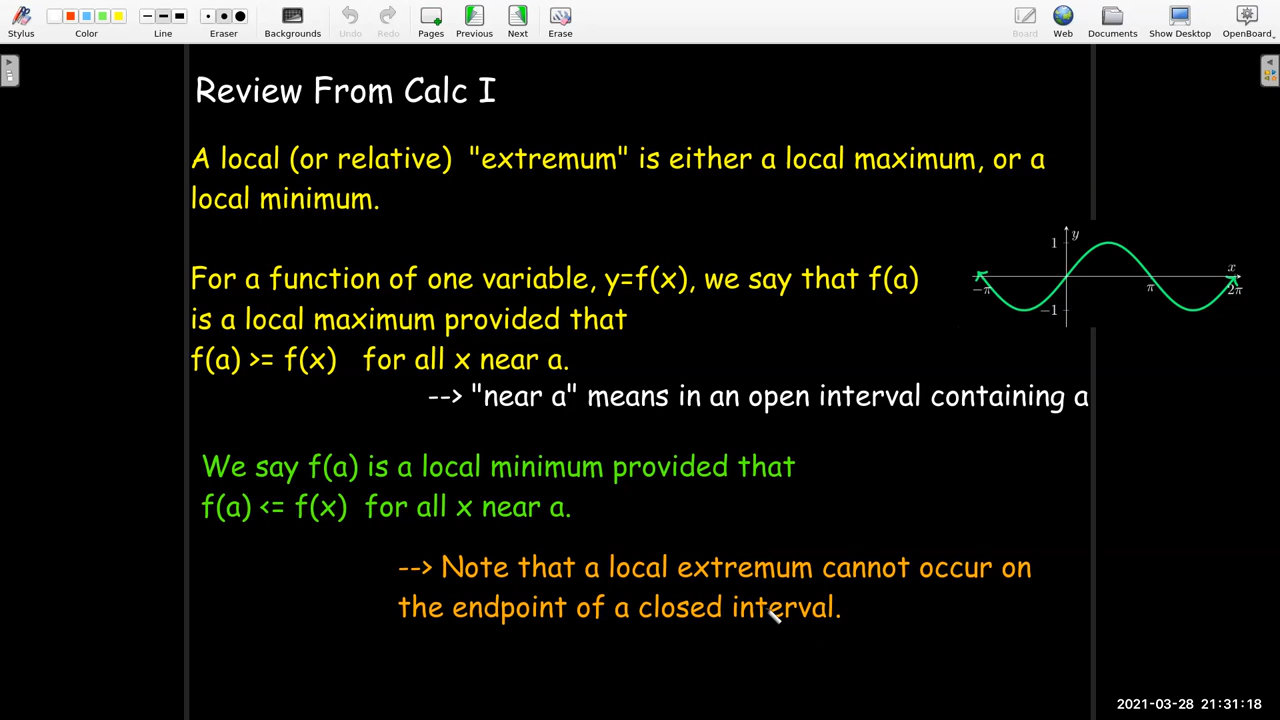 Stylus Color Line Eraser Backgrounds Undo Redo Pages Previous Next Erase Board Web Documents Show Desktop OpenBoard
Review From Calc I
A local (or relative) "extremum" is either a local maximum, or a
local minimum.
For a function of one variable, y=f(x), we say that f(a)
is a local maximum provided that
f(a) >= f(x) for all x near a.
--> "near a" means in an open interval containing a
1
y
x
−π
π
2π
−1
We say f(a) is a local minimum provided that
f(a) <= f(x) for all x near a.
--> Note that a local extremum cannot occur on
the endpoint of a closed interval.
2021-03-28 21:31:18